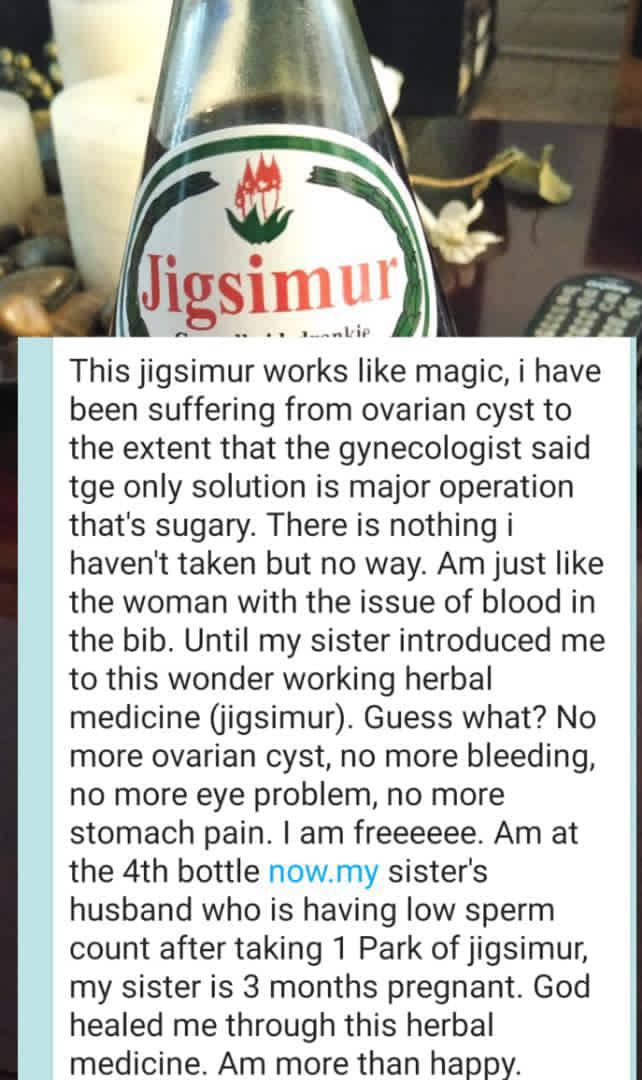 Jigsimur
This jigsimur works like magic, i have
been suffering from ovarian cyst to
the extent that the gynecologist said
tge only solution is major operation
that's sugary. There is nothing i
haven't taken but no way. Am just like
the woman with the issue of blood in
the bib. Until my sister introduced me
to this wonder working herbal
medicine (jigsimur). Guess what? No
more ovarian cyst, no more bleeding,
no more eye problem, no more
stomach pain. I am freeeeee. Am at
the 4th bottle now.my sister's
husband who is having low sperm
count after taking 1 Park of jigsimur,
my sister is 3 months pregnant. God
healed me through this herbal
medicine. Am more than happy.